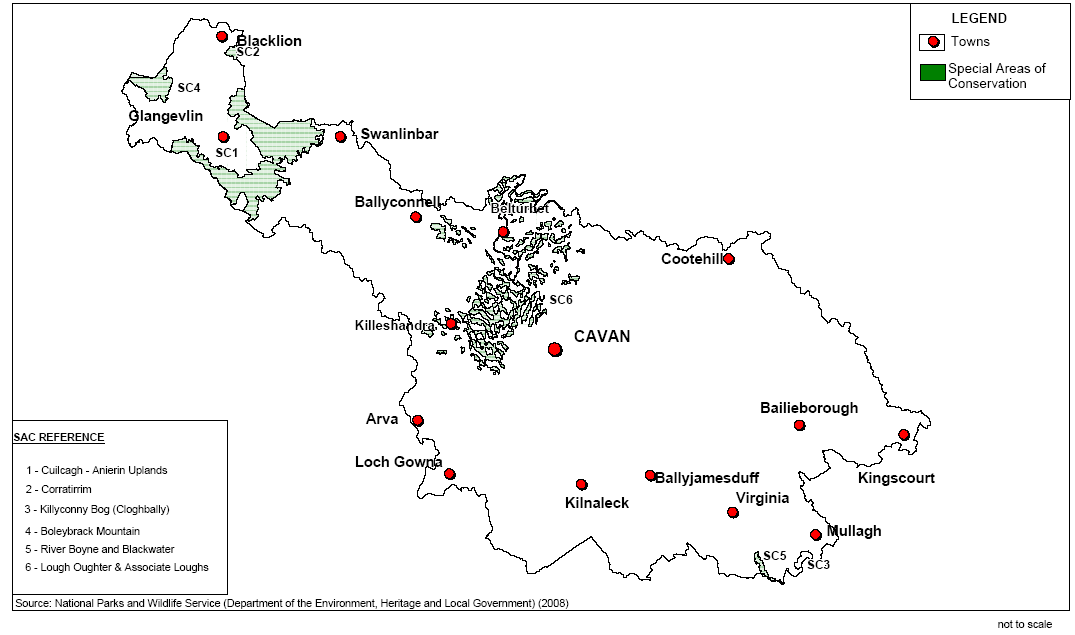 LEGEND
Towns
Special Areas of
Conservation
Blacklion
SC2
SC4
Glangevlin
SC1
Swanlinbar
Ballyconnell
Belturbet
Cootehill
SC6
Killeshandra
CAVAN
Arva
Bailieborough
Loch Gowna
Kingscourt
Ballyjamesduff
Kilnaleck
Virginia
Mullagh
SC5
SC3
SAC REFERENCE
1 - Cuilcagh - Anierin Uplands
2 - Corratirrim
3 - Killyconny Bog (Cloghbally)
4 - Boleybrack Mountain
5 - River Boyne and Blackwater
6 - Lough Oughter & Associate Loughs
Source: National Parks and Wildlife Service (Department of the Environment, Heritage and Local Government) (2008)
not to scale